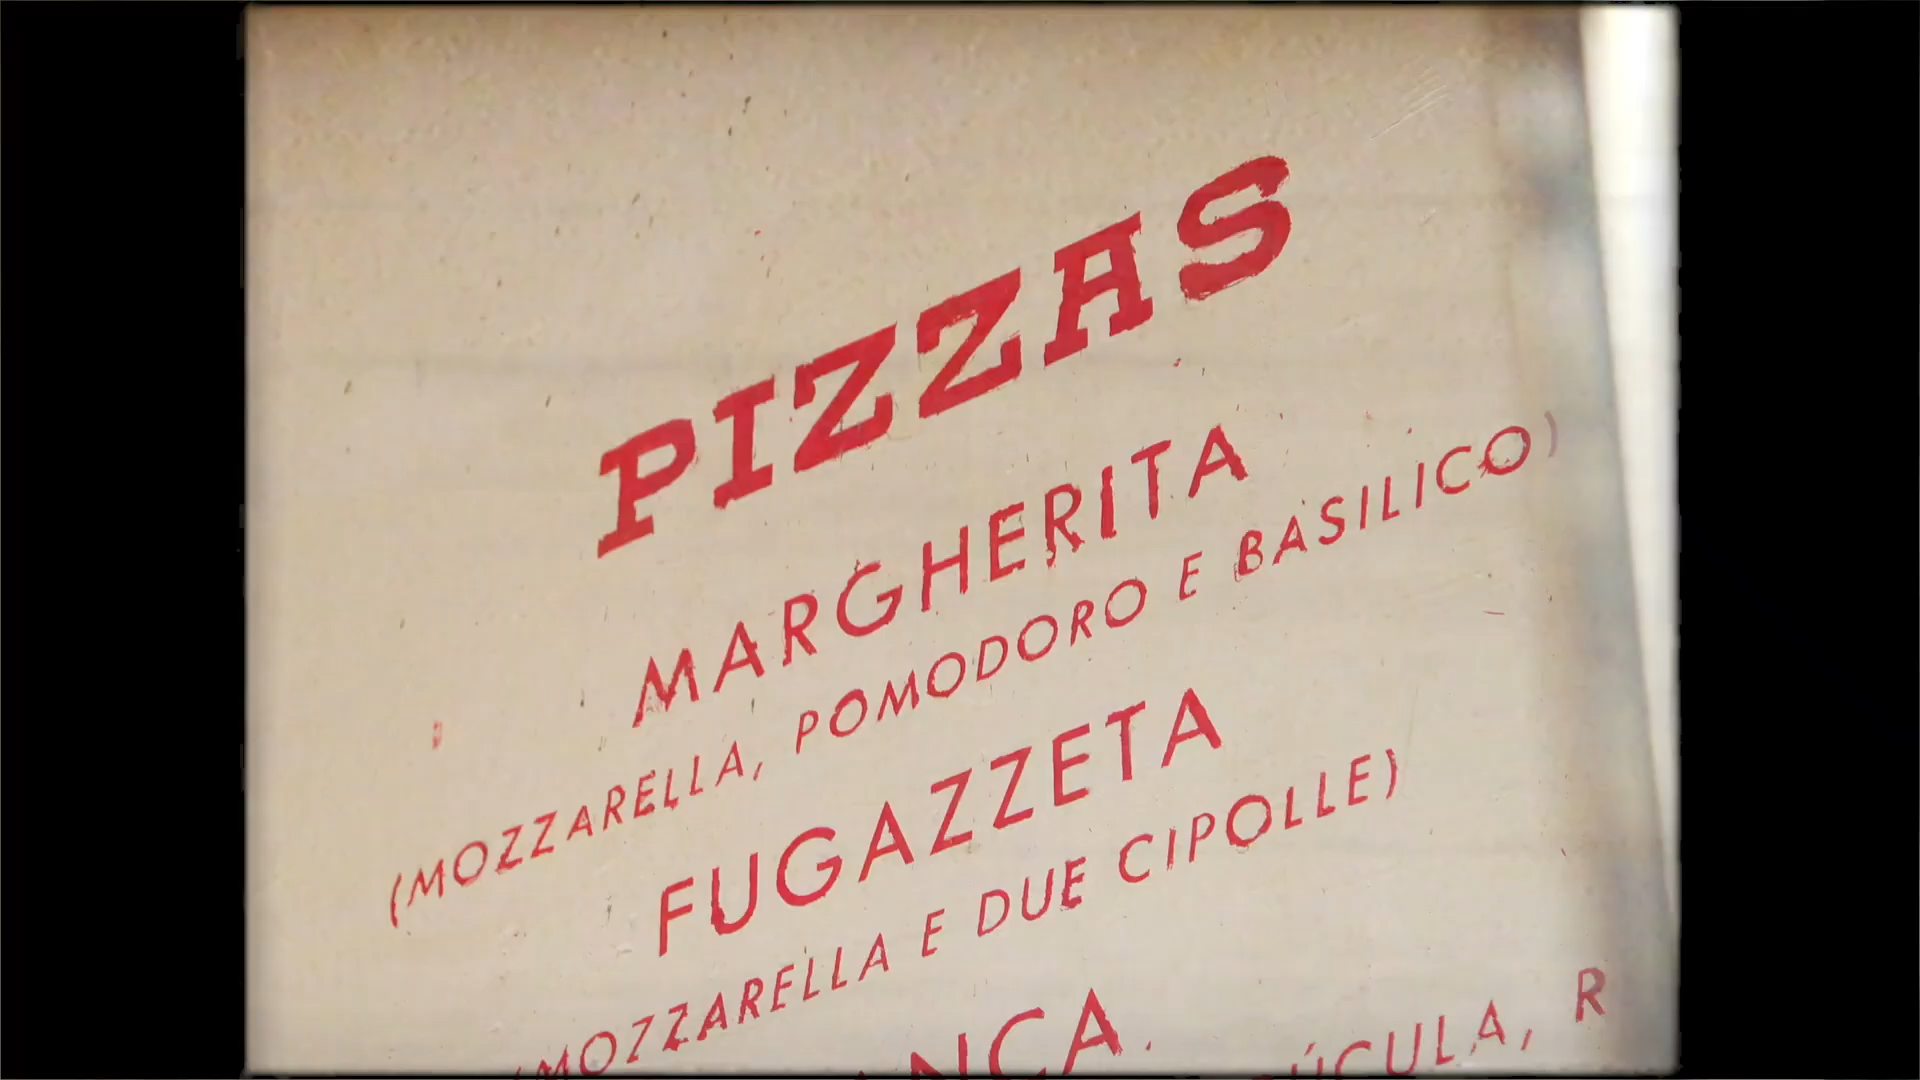 PIZZAS
MARGHERITA
(MOZZARELLA, POMODORO E BASILICO)
FUGAZZETA
(MOZZARELLA E DUE CIPOLLE)